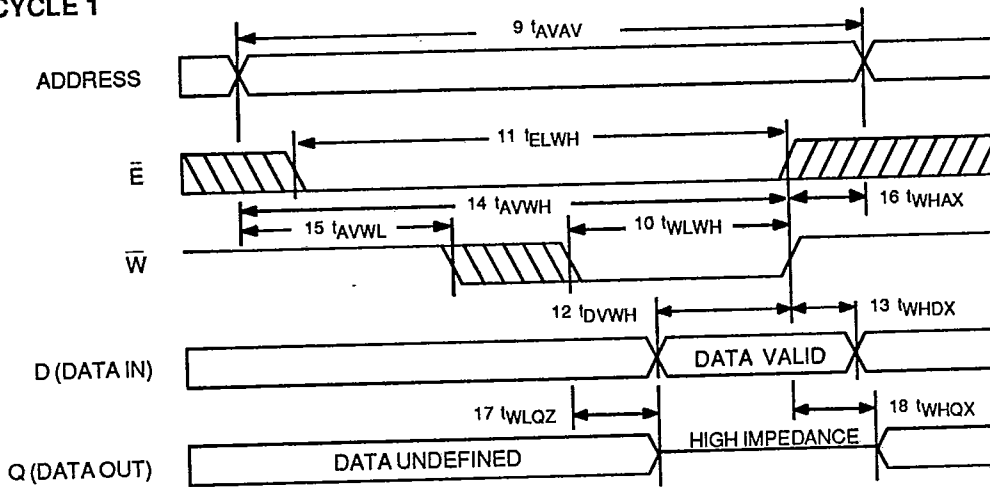 CYCLE 1
9 tAVAV
ADDRESS
11 tELWH
E̅
14 tAVWH
16 tWHAX
15 tAVWL
10 tWLWH
W̅
12 tDVWH
13 tWHDX
D (DATA IN)
DATA VALID
17 tWLQZ
18 tWHQX
HIGH IMPEDANCE
Q (DATA OUT)
DATA UNDEFINED